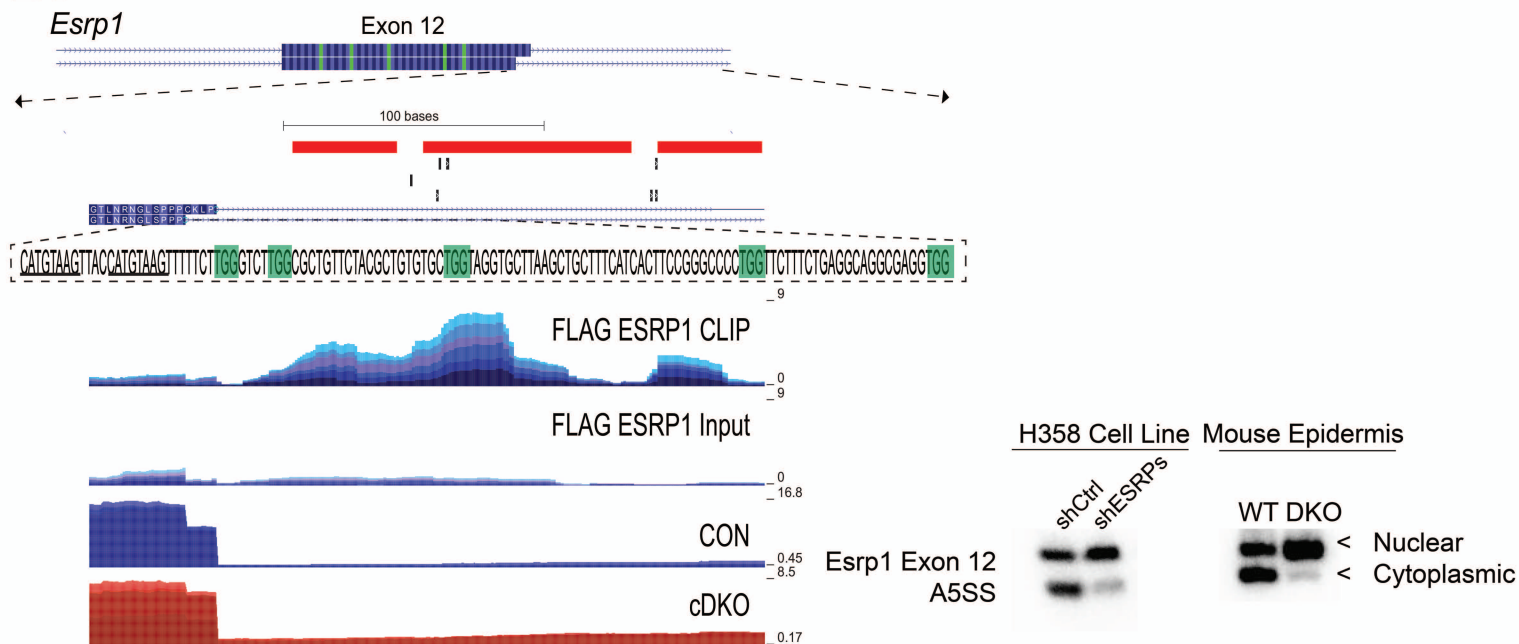 Esrp1
Exon 12
100 bases
GTLNRNGLSPPPCKLP
GTLNRNGLSPPP
CATGTAAGTTACCATGTAAGTTTTTCTTGGGTCTTGGCGCTGTTCTACGCTGTGTGCTGGTAGGTGCTTAAGCTGCTTTCATCACTTCCGGGCCCCTGGTTCTTTCTGAGGCAGGCGAGGTGG
9
FLAG ESRP1 CLIP
0
9
FLAG ESRP1 Input
0
16.8
CON
0.45
8.5
cDKO
0.17
H358 Cell Line Mouse Epidermis
shCtrl shESRPs
WT DKO
Esrp1 Exon 12
A5SS
< Nuclear
< Cytoplasmic